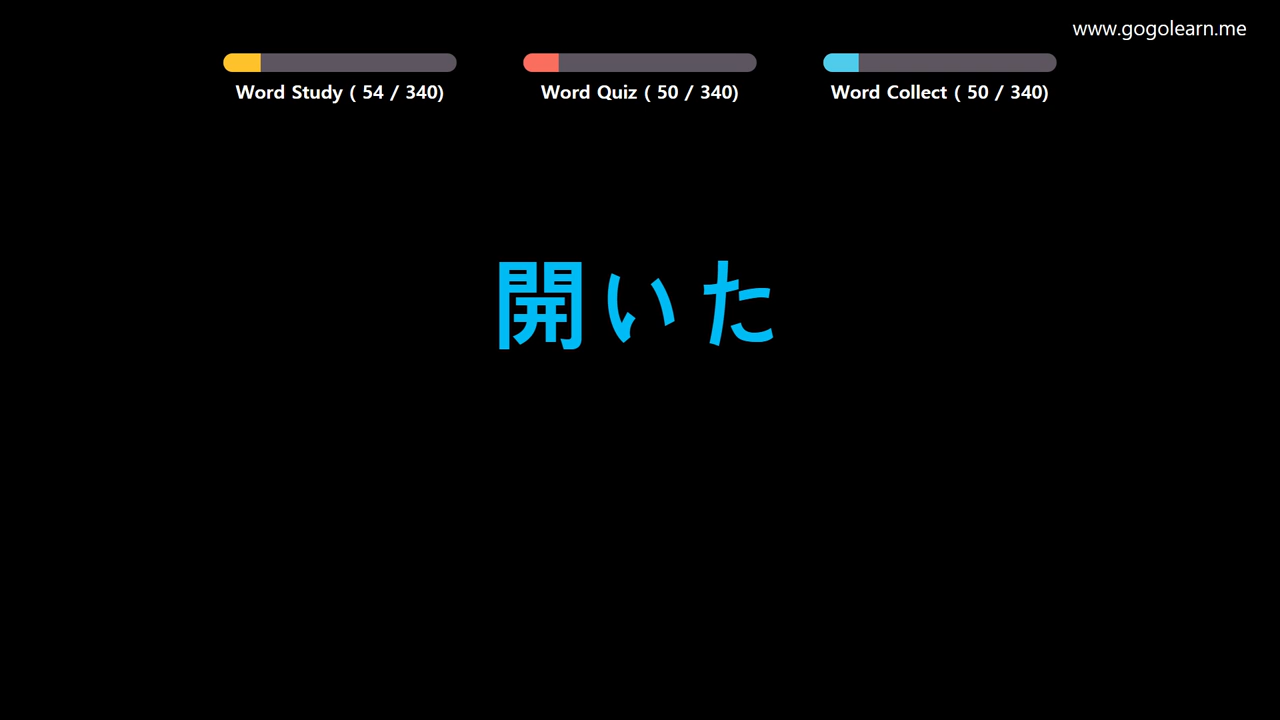 www.gogolearn.me
Word Study ( 54 / 340)
Word Quiz ( 50 / 340)
Word Collect ( 50 / 340)
開いた